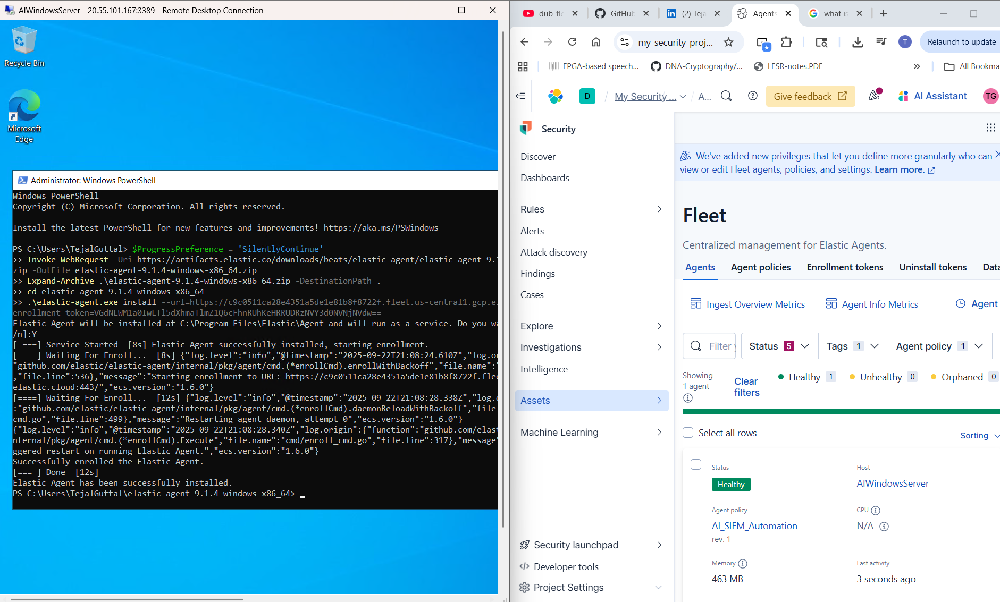 AIWindowsServer - 20.55.101.167:3389 - Remote Desktop Connection
Recycle Bin
Microsoft
Edge
Administrator: Windows PowerShell
Windows PowerShell
Copyright (C) Microsoft Corporation. All rights reserved.
Install the latest PowerShell for new features and improvements! https://aka.ms/PSWindows
PS C:\Users\TejalGuttal> $ProgressPreference = 'SilentlyContinue'
>> Invoke-WebRequest -Uri https://artifacts.elastic.co/downloads/beats/elastic-agent/elastic-agent-9.1
zip -OutFile elastic-agent-9.1.4-windows-x86_64.zip
>> Expand-Archive .\elastic-agent-9.1.4-windows-x86_64.zip -DestinationPath .
>> cd elastic-agent-9.1.4-windows-x86_64
>> .\elastic-agent.exe install --url=https://c9c0511ca28e4351a5de1e81b8f8722f.fleet.us-central1.gcp.el
enrollment-token=VGdNLWM1a0IwLTl5dXhmaTlmZ1Q6cFhnRUhKeHRRUDRzNVY3d0NVNjNVdw==
Elastic Agent will be installed at C:\Program Files\Elastic\Agent and will run as a service. Do you wa
/n]:Y
[ ===] Service Started  [8s] Elastic Agent successfully installed, starting enrollment.
[=   ] Waiting For Enroll...  [8s] {"log.level":"info","@timestamp":"2025-09-22T21:08:24.610Z","log.or
"github.com/elastic/elastic-agent/internal/pkg/agent/cmd.(*enrollCmd).enrollWithBackoff","file.name":"
,"file.line":536},"message":"Starting enrollment to URL: https://c9c0511ca28e4351a5de1e81b8f8722f.flee
elastic.cloud:443/","ecs.version":"1.6.0"}
[====] Waiting For Enroll...  [12s] {"log.level":"info","@timestamp":"2025-09-22T21:08:28.338Z","log.o
:"github.com/elastic/elastic-agent/internal/pkg/agent/cmd.(*enrollCmd).daemonReloadWithBackoff","file
cmd.go","file.line":499},"message":"Restarting agent daemon, attempt 0","ecs.version":"1.6.0"}
{"log.level":"info","@timestamp":"2025-09-22T21:08:28.340Z","log.origin":{"function":"github.com/elast
nternal/pkg/agent/cmd.(*enrollCmd).Execute","file.name":"cmd/enroll_cmd.go","file.line":317},"message"
ggered restart on running Elastic Agent.","ecs.version":"1.6.0"}
Successfully enrolled the Elastic Agent.
[=== ] Done  [12s]
Elastic Agent has been successfully installed.
PS C:\Users\TejalGuttal\elastic-agent-9.1.4-windows-x86_64> _
dub-flo GitHub (2) Teja Agents what is
my-security-proj... T Relaunch to update
FPGA-based speech... DNA-Cryptography/... LFSR-notes.PDF » All Bookma
D / My Security ... / A... Give feedback AI Assistant TG
Security
Discover
Dashboards
Rules
Alerts
Attack discovery
Findings
Cases
Explore
Investigations
Intelligence
Assets
Machine Learning
Security launchpad
Developer tools
Project Settings
We've added new privileges that let you define more granularly who can
view or edit Fleet agents, policies, and settings. Learn more.
Fleet
Centralized management for Elastic Agents.
Agents Agent policies Enrollment tokens Uninstall tokens Data
Ingest Overview Metrics Agent Info Metrics Agent
Filter y Status 5 Tags 1 Agent policy 1
Showing
1 agent
Clear
filters
Healthy 1 Unhealthy 0 Orphaned 0
Select all rows
Sorting
Status Host
Healthy AIWindowsServer
Agent policy CPU
AI_SIEM_Automation N/A
rev. 1
Memory Last activity
463 MB 3 seconds ago